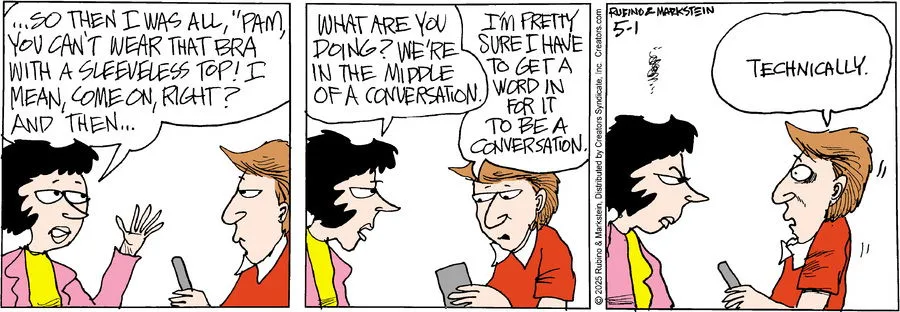 ...SO THEN I WAS ALL, "PAM,
YOU CAN'T WEAR THAT BRA
WITH A SLEEVELESS TOP! I
MEAN, COME ON, RIGHT?
AND THEN...
WHAT ARE YOU
DOING? WE'RE
IN THE MIDDLE
OF A CONVERSATION.
I'M PRETTY
SURE I HAVE
TO GET A
WORD IN
FOR IT
TO BE A
CONVERSATION.
© 2025 Rubino & Markstein, Distributed by Creators Syndicate, Inc. Creators.com
RUBINO & MARKSTEIN
5-1
TECHNICALLY.